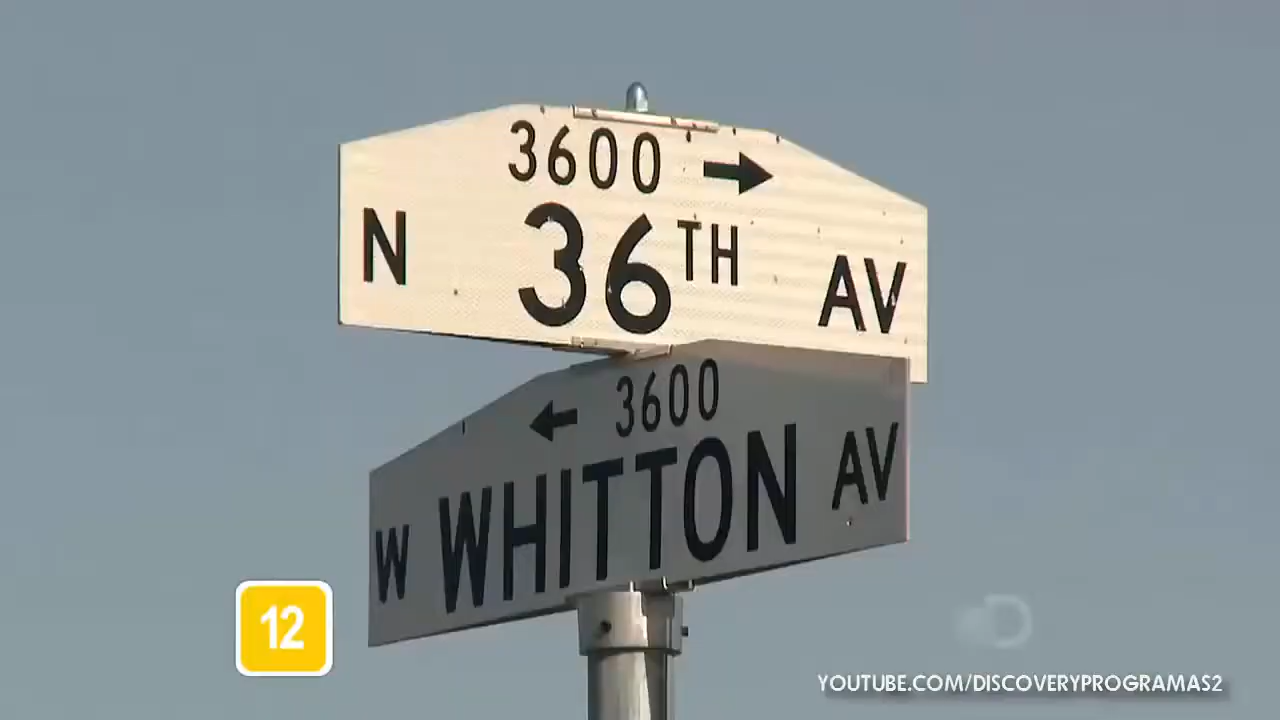 3600 →
N 36TH AV
← 3600
W WHITTON AV
12
YOUTUBE.COM/DISCOVERYPROGRAMAS2